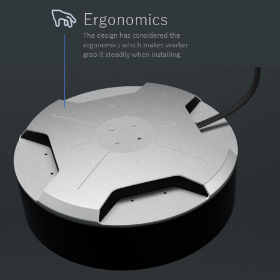 Ergonomics
The design has considered the
ergonomics which makes worker
grab it steadily when installing.